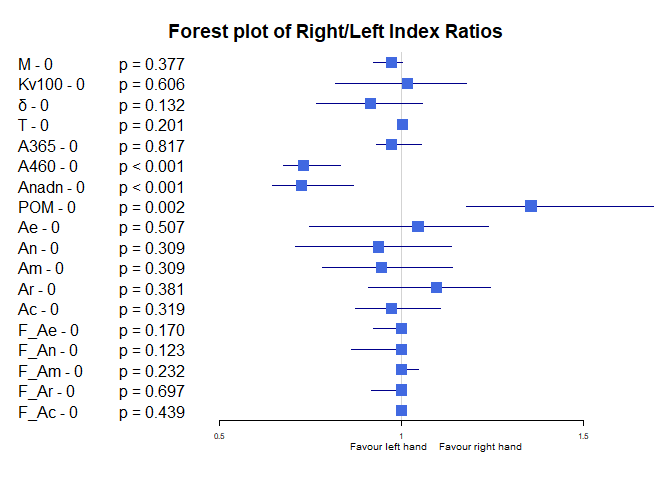 Forest plot of Right/Left Index Ratios
M - 0 p = 0.377
Kv100 - 0 p = 0.606
δ - 0 p = 0.132
T - 0 p = 0.201
A365 - 0 p = 0.817
A460 - 0 p < 0.001
Anadn - 0 p < 0.001
POM - 0 p = 0.002
Ae - 0 p = 0.507
An - 0 p = 0.309
Am - 0 p = 0.309
Ar - 0 p = 0.381
Ac - 0 p = 0.319
F_Ae - 0 p = 0.170
F_An - 0 p = 0.123
F_Am - 0 p = 0.232
F_Ar - 0 p = 0.697
F_Ac - 0 p = 0.439
0.5 1 1.5
Favour left hand Favour right hand